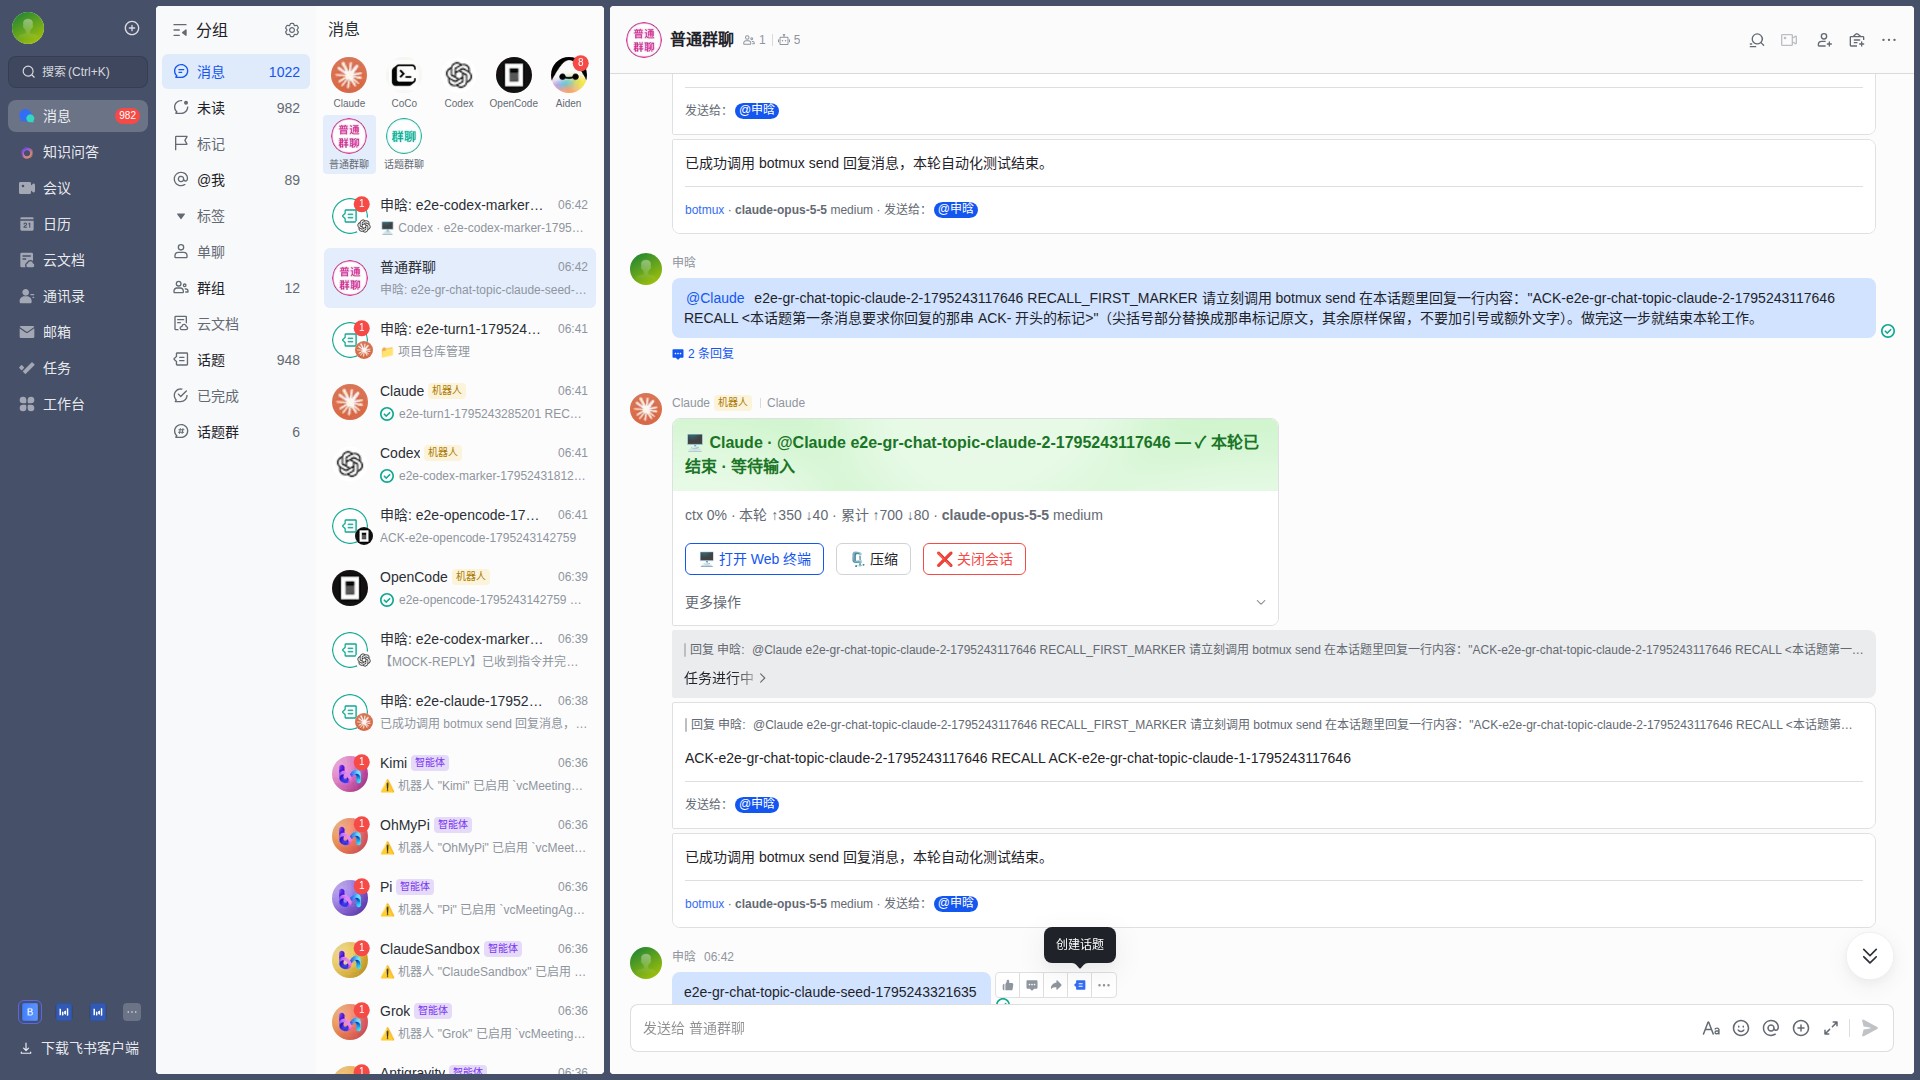 搜索 (Ctrl+K)
消息
982
知识问答
会议
日历
云文档
通讯录
邮箱
任务
工作台
下载飞书客户端
分组
消息
1022
未读
982
标记
@我
89
标签
单聊
群组
12
云文档
话题
948
已完成
话题群
6
消息
8
Claude
CoCo
Codex
OpenCode
Aiden
普通群聊
群聊
普通群聊
话题群聊
1
申晗: e2e-codex-marker…
06:42
Codex · e2e-codex-marker-1795…
普通群聊
普通群聊
06:42
申晗: e2e-gr-chat-topic-claude-seed-…
1
申晗: e2e-turn1-179524…
06:41
项目仓库管理
Claude 机器人
06:41
e2e-turn1-1795243285201 REC…
Codex 机器人
06:41
e2e-codex-marker-17952431812…
申晗: e2e-opencode-17…
06:41
ACK-e2e-opencode-1795243142759
OpenCode 机器人
06:39
e2e-opencode-1795243142759 …
申晗: e2e-codex-marker…
06:39
【MOCK-REPLY】已收到指令并完…
申晗: e2e-claude-17952…
06:38
已成功调用 botmux send 回复消息，…
1
Kimi 智能体
06:36
机器人 "Kimi" 已启用 `vcMeeting…
1
OhMyPi 智能体
06:36
机器人 "OhMyPi" 已启用 `vcMeet…
1
Pi 智能体
06:36
机器人 "Pi" 已启用 `vcMeetingAg…
1
ClaudeSandbox 智能体
06:36
机器人 "ClaudeSandbox" 已启用 …
1
Grok 智能体
06:36
机器人 "Grok" 已启用 `vcMeeting…
1
Antigravity 智能体
06:36
普通群聊
普通群聊
1
5
发送给：@申晗
已成功调用 botmux send 回复消息，本轮自动化测试结束。
botmux · claude-opus-5-5 medium · 发送给：@申晗
申晗
@Claude e2e-gr-chat-topic-claude-2-1795243117646 RECALL_FIRST_MARKER 请立刻调用 botmux send 在本话题里回复一行内容："ACK-e2e-gr-chat-topic-claude-2-1795243117646
RECALL <本话题第一条消息要求你回复的那串 ACK- 开头的标记>"（尖括号部分替换成那串标记原文，其余原样保留，不要加引号或额外文字）。做完这一步就结束本轮工作。
2 条回复
Claude 机器人 | Claude
Claude · @Claude e2e-gr-chat-topic-claude-2-1795243117646 — ✓ 本轮已
结束 · 等待输入
ctx 0% · 本轮 ↑350 ↓40 · 累计 ↑700 ↓80 · claude-opus-5-5 medium
打开 Web 终端
压缩
关闭会话
更多操作
回复 申晗：@Claude e2e-gr-chat-topic-claude-2-1795243117646 RECALL_FIRST_MARKER 请立刻调用 botmux send 在本话题里回复一行内容："ACK-e2e-gr-chat-topic-claude-2-1795243117646 RECALL <本话题第一…
任务进行中
回复 申晗：@Claude e2e-gr-chat-topic-claude-2-1795243117646 RECALL_FIRST_MARKER 请立刻调用 botmux send 在本话题里回复一行内容："ACK-e2e-gr-chat-topic-claude-2-1795243117646 RECALL <本话题第…
ACK-e2e-gr-chat-topic-claude-2-1795243117646 RECALL ACK-e2e-gr-chat-topic-claude-1-1795243117646
发送给：@申晗
已成功调用 botmux send 回复消息，本轮自动化测试结束。
botmux · claude-opus-5-5 medium · 发送给：@申晗
创建话题
申晗 06:42
e2e-gr-chat-topic-claude-seed-1795243321635
发送给 普通群聊